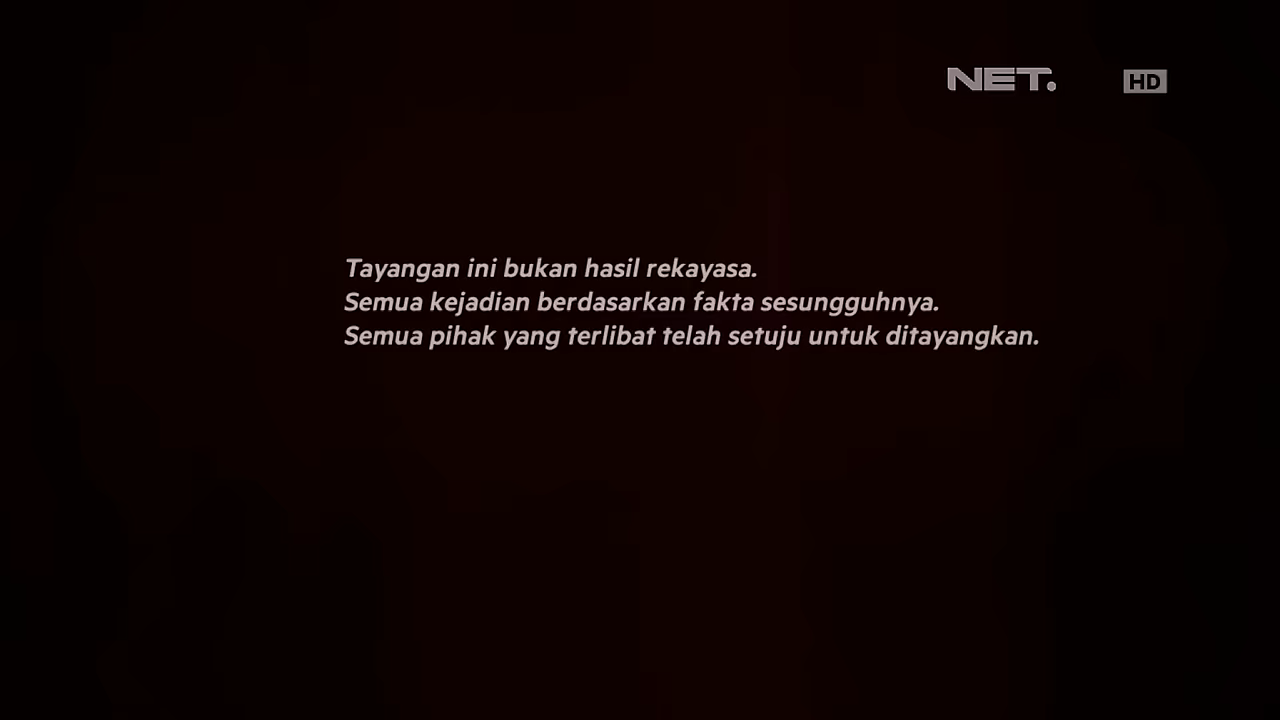 NET. HD
Tayangan ini bukan hasil rekayasa.
Semua kejadian berdasarkan fakta sesungguhnya.
Semua pihak yang terlibat telah setuju untuk ditayangkan.